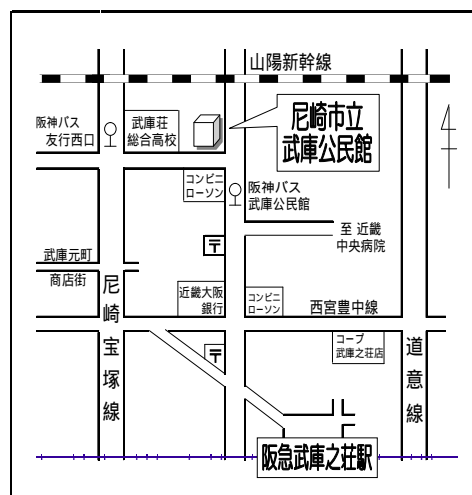 山陽新幹線
阪神バス
友行西口
武庫荘
総合高校
尼崎市立
武庫公民館
コンビニ
ローソン
阪神バス
武庫公民館
至 近畿
中央病院
〒
武庫元町
商店街
尼崎宝塚線
近畿大阪
銀行
コンビニ
ローソン
西宮豊中線
〒
コープ
武庫之荘店
道意線
阪急武庫之荘駅